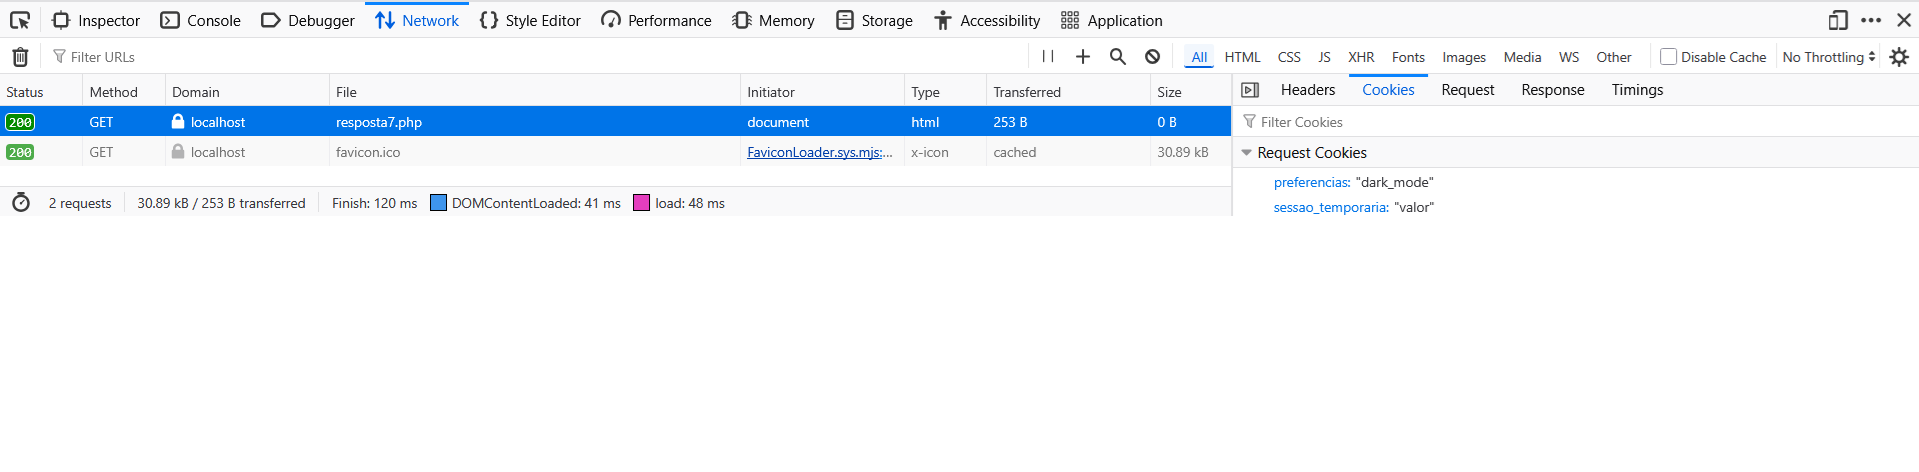 Inspector Console Debugger Network Style Editor Performance Memory Storage Accessibility Application
Filter URLs All HTML CSS JS XHR Fonts Images Media WS Other Disable Cache No Throttling
Status Method Domain File Initiator Type Transferred Size Headers Cookies Request Response Timings
200 GET localhost resposta7.php document html 253 B 0 B Filter Cookies
200 GET localhost favicon.ico FaviconLoader.sys.mjs:... x-icon cached 30.89 kB Request Cookies
preferencias: "dark_mode"
2 requests 30.89 kB / 253 B transferred Finish: 120 ms DOMContentLoaded: 41 ms load: 48 ms sessao_temporaria: "valor"